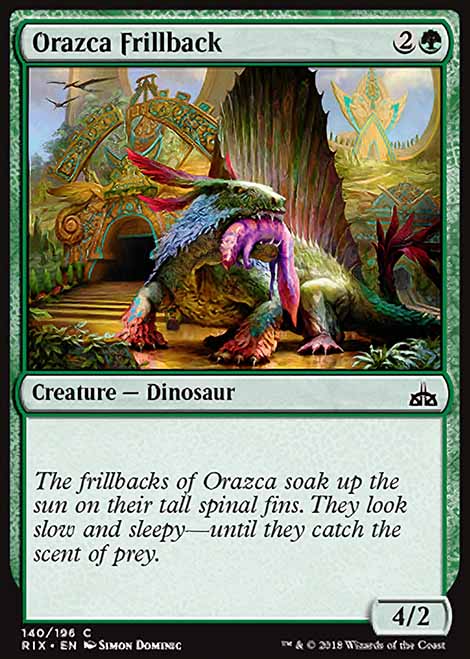 Orazca Frillback 2
Creature — Dinosaur
The frillbacks of Orazca soak up the
sun on their tall spinal fins. They look
slow and sleepy—until they catch the
scent of prey.
4/2
140/196 C
RIX • EN Simon Dominic
™ & © 2018 Wizards of the Coast